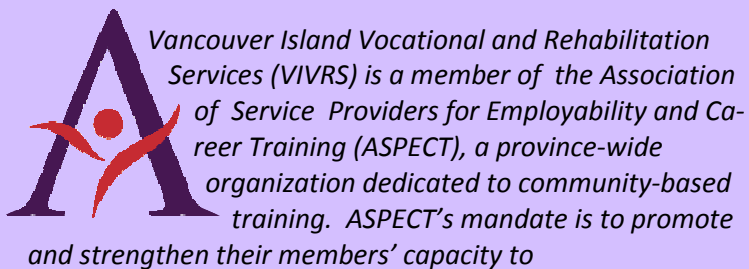 Vancouver Island Vocational and Rehabilitation
Services (VIVRS) is a member of the Association
of Service Providers for Employability and Ca-
reer Training (ASPECT), a province-wide
organization dedicated to community-based
training. ASPECT’s mandate is to promote
and strengthen their members’ capacity to